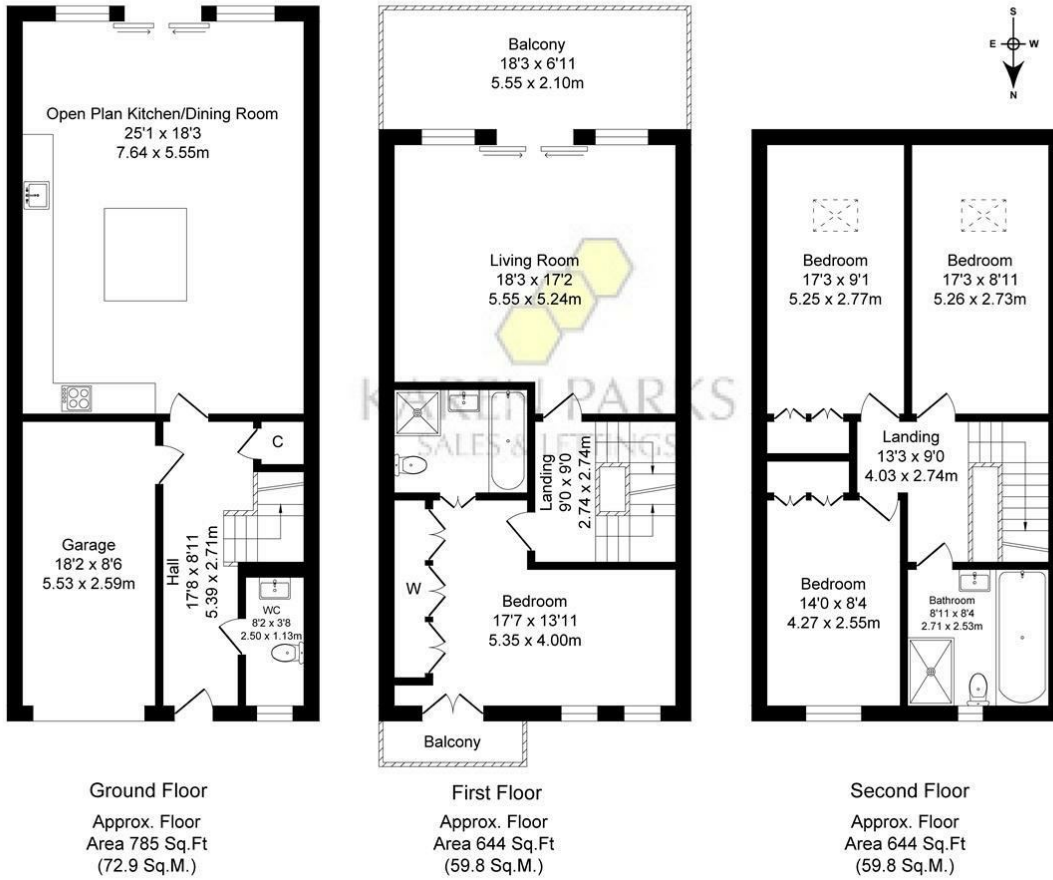 Open Plan Kitchen/Dining Room
25'1 x 18'3
7.64 x 5.55m
Garage
18'2 x 8'6
5.53 x 2.59m
Hall
17'8 x 8'11
5.39 x 2.71m
C
WC
8'2 x 3'8
2.50 x 1.13m
Ground Floor
Approx. Floor
Area 785 Sq.Ft
(72.9 Sq.M.)
Balcony
18'3 x 6'11
5.55 x 2.10m
Living Room
18'3 x 17'2
5.55 x 5.24m
KAREN PARKS
SALES & LETTINGS
Landing
9'0 x 9'0
2.74 x 2.74m
W
Bedroom
17'7 x 13'11
5.35 x 4.00m
Balcony
First Floor
Approx. Floor
Area 644 Sq.Ft
(59.8 Sq.M.)
S
E
W
N
Bedroom
17'3 x 9'1
5.25 x 2.77m
Bedroom
17'3 x 8'11
5.26 x 2.73m
Landing
13'3 x 9'0
4.03 x 2.74m
Bedroom
14'0 x 8'4
4.27 x 2.55m
Bathroom
8'11 x 8'4
2.71 x 2.53m
Second Floor
Approx. Floor
Area 644 Sq.Ft
(59.8 Sq.M.)